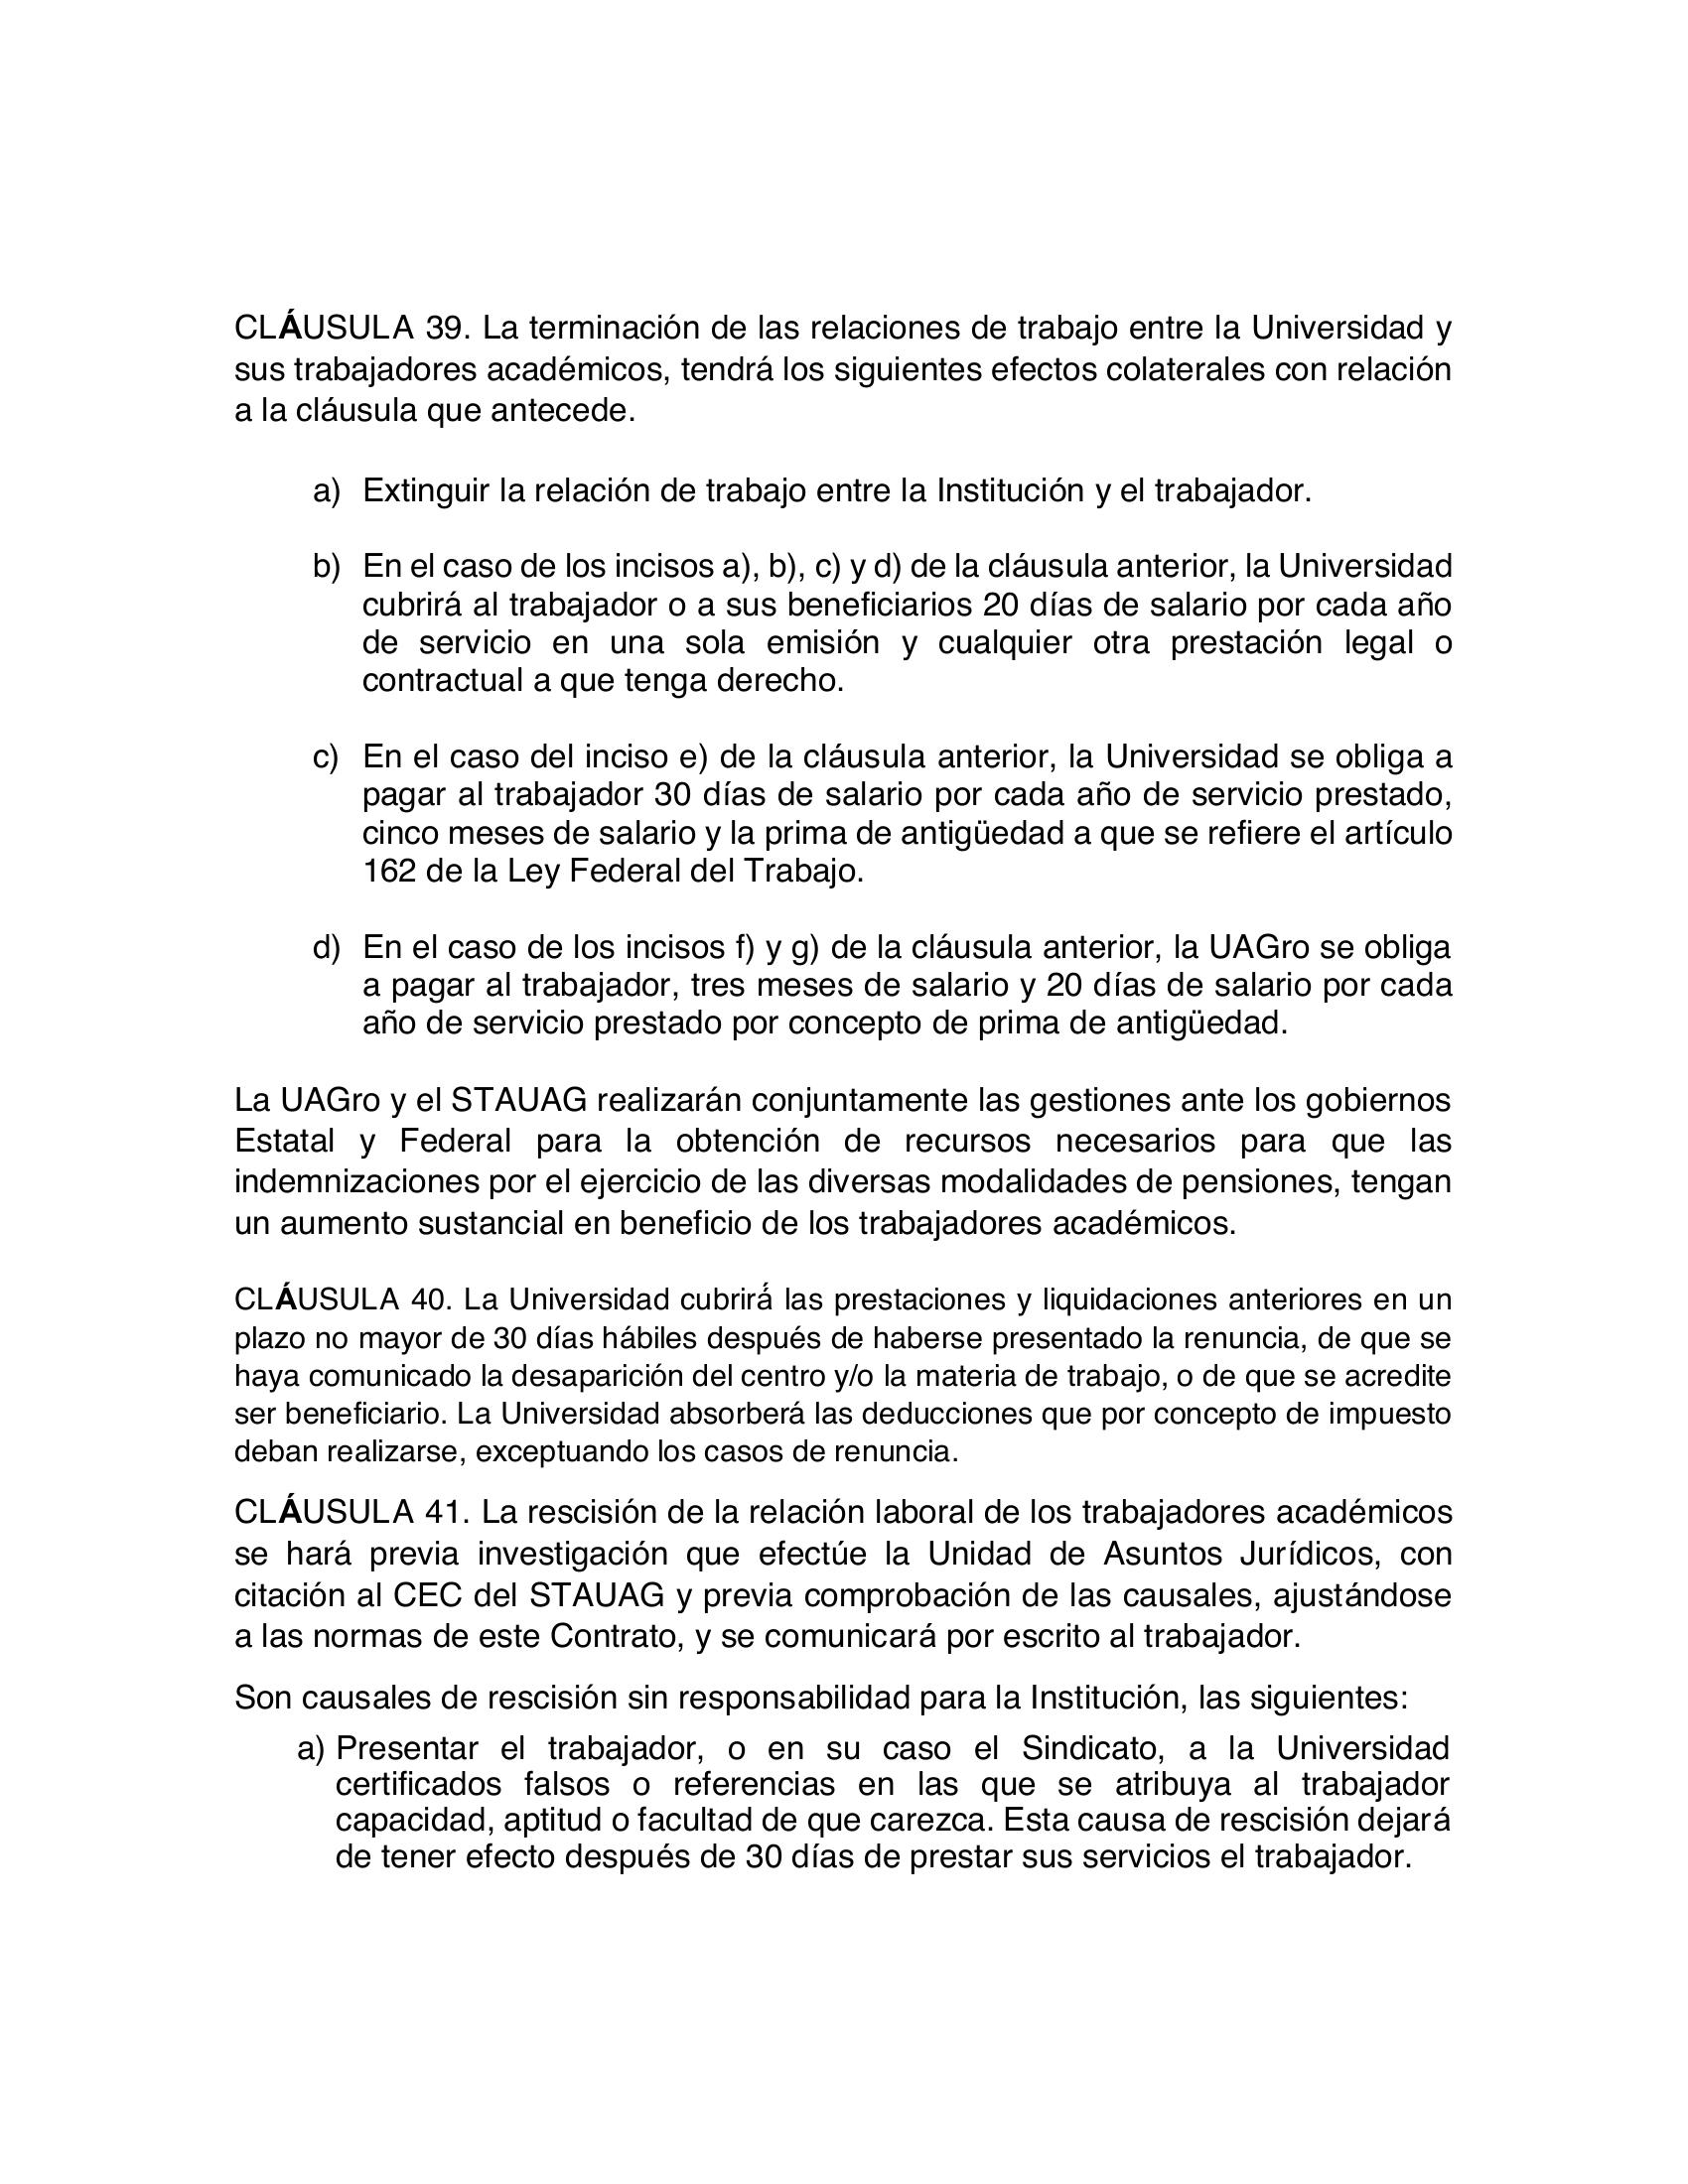 CLÁUSULA 39. La terminación de las relaciones de trabajo entre la Universidad y
sus trabajadores académicos, tendrá los siguientes efectos colaterales con relación
a la cláusula que antecede.
a) Extinguir la relación de trabajo entre la Institución y el trabajador.
b) En el caso de los incisos a), b), c) y d) de la cláusula anterior, la Universidad
cubrirá al trabajador o a sus beneficiarios 20 días de salario por cada año
de servicio en una sola emisión y cualquier otra prestación legal o
contractual a que tenga derecho.
c) En el caso del inciso e) de la cláusula anterior, la Universidad se obliga a
pagar al trabajador 30 días de salario por cada año de servicio prestado,
cinco meses de salario y la prima de antigüedad a que se refiere el artículo
162 de la Ley Federal del Trabajo.
d) En el caso de los incisos f) y g) de la cláusula anterior, la UAGro se obliga
a pagar al trabajador, tres meses de salario y 20 días de salario por cada
año de servicio prestado por concepto de prima de antigüedad.
La UAGro y el STAUAG realizarán conjuntamente las gestiones ante los gobiernos
Estatal y Federal para la obtención de recursos necesarios para que las
indemnizaciones por el ejercicio de las diversas modalidades de pensiones, tengan
un aumento sustancial en beneficio de los trabajadores académicos.
CLÁUSULA 40. La Universidad cubrirá́ las prestaciones y liquidaciones anteriores en un
plazo no mayor de 30 días hábiles después de haberse presentado la renuncia, de que se
haya comunicado la desaparición del centro y/o la materia de trabajo, o de que se acredite
ser beneficiario. La Universidad absorberá las deducciones que por concepto de impuesto
deban realizarse, exceptuando los casos de renuncia.
CLÁUSULA 41. La rescisión de la relación laboral de los trabajadores académicos
se hará previa investigación que efectúe la Unidad de Asuntos Jurídicos, con
citación al CEC del STAUAG y previa comprobación de las causales, ajustándose
a las normas de este Contrato, y se comunicará por escrito al trabajador.
Son causales de rescisión sin responsabilidad para la Institución, las siguientes:
a) Presentar el trabajador, o en su caso el Sindicato, a la Universidad
certificados falsos o referencias en las que se atribuya al trabajador
capacidad, aptitud o facultad de que carezca. Esta causa de rescisión dejará
de tener efecto después de 30 días de prestar sus servicios el trabajador.